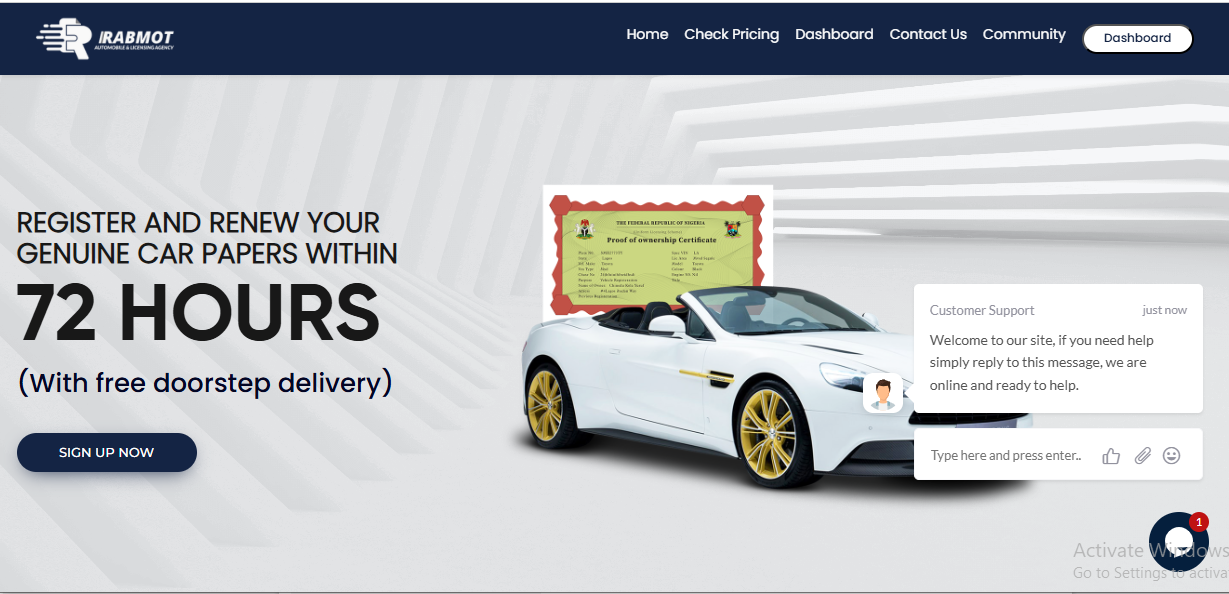 IRABMOT
AUTOMOBILE & LICENSING AGENCY
Home
Check Pricing
Dashboard
Contact Us
Community
Dashboard
REGISTER AND RENEW YOUR
GENUINE CAR PAPERS WITHIN
72 HOURS
(With free doorstep delivery)
SIGN UP NOW
THE FEDERAL REPUBLIC OF NIGERIA
Proof of ownership Certificate
Customer Support
just now
Welcome to our site, if you need help
simply reply to this message, we are
online and ready to help.
Type here and press enter..
1
Activate Windows
Go to Settings to activa